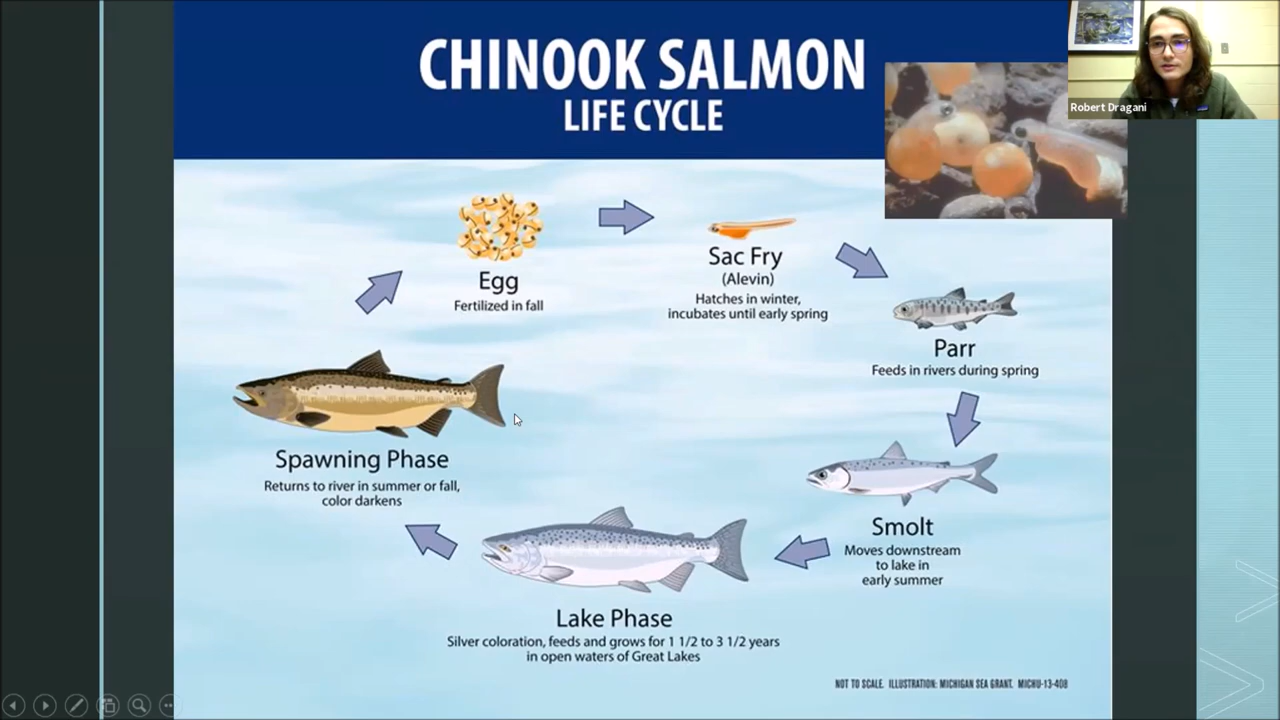 CHINOOK SALMON
LIFE CYCLE
Robert Dragani
Egg
Fertilized in fall
Sac Fry
(Alevin)
Hatches in winter,
incubates until early spring
Parr
Feeds in rivers during spring
Smolt
Moves downstream
to lake in
early summer
Lake Phase
Silver coloration, feeds and grows for 1 1/2 to 3 1/2 years
in open waters of Great Lakes
Spawning Phase
Returns to river in summer or fall,
color darkens
NOT TO SCALE. ILLUSTRATION: MICHIGAN SEA GRANT. MICHU-13-408